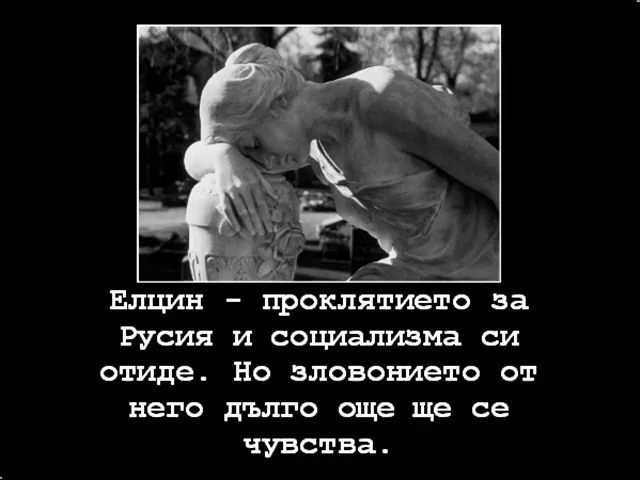 Елцин - проклятието за
Русия и социализма си
отиде. Но зловонието от
него дълго още ще се
чувства.